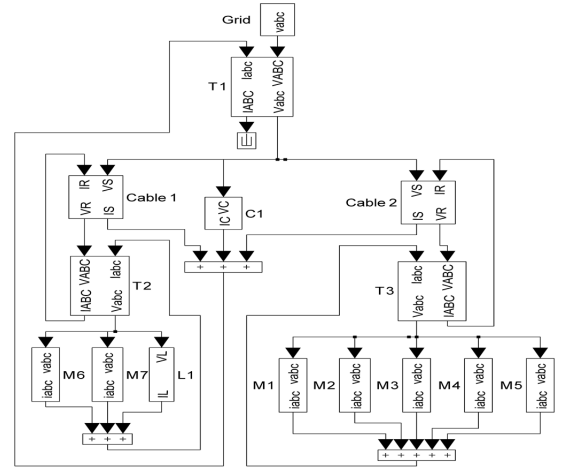 Grid
vabc
T1
Iabc VABC
IABC Vabc
E
IR VS
VR IS
Cable 1
IC VC
C1
Cable 2
VS IR
IS VR
+ + +
IABC VABC
Vabc Iabc
T2
T3
Vabc Iabc
IABC VABC
iabc vabc
M6
iabc vabc
M7
IL VL
L1
M1
iabc vabc
M2
iabc vabc
M3
iabc vabc
M4
iabc vabc
M5
iabc vabc
+ + +
+ + + + +